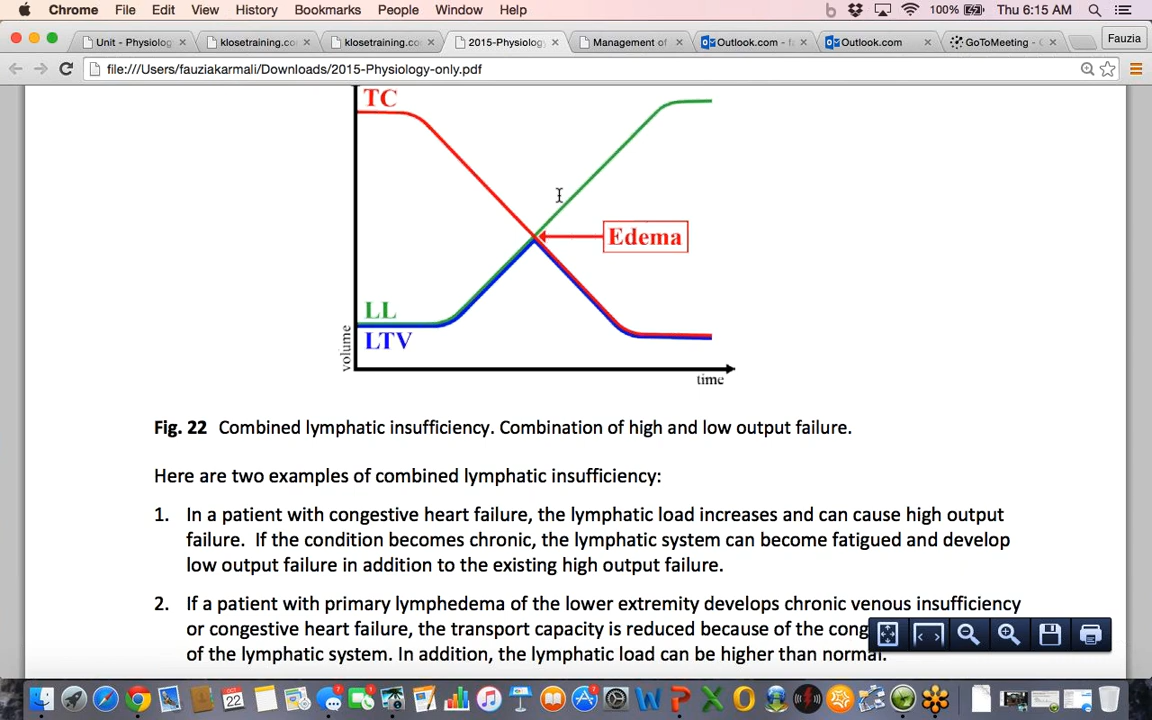 Chrome File Edit View History Bookmarks People Window Help 100% Thu 6:15 AM
Unit - Physiolog klosetraining.co klosetraining.co 2015-Physiolog Management of Outlook.com - Outlook.com GoToMeeting - Fauzia
file:///Users/fauziakarmali/Downloads/2015-Physiology-only.pdf
TC
Edema
LL
LTV
volume
time
Fig. 22 Combined lymphatic insufficiency. Combination of high and low output failure.
Here are two examples of combined lymphatic insufficiency:
1. In a patient with congestive heart failure, the lymphatic load increases and can cause high output
failure. If the condition becomes chronic, the lymphatic system can become fatigued and develop
low output failure in addition to the existing high output failure.
2. If a patient with primary lymphedema of the lower extremity develops chronic venous insufficiency
or congestive heart failure, the transport capacity is reduced because of the cong
of the lymphatic system. In addition, the lymphatic load can be higher than normal.
OCT
22